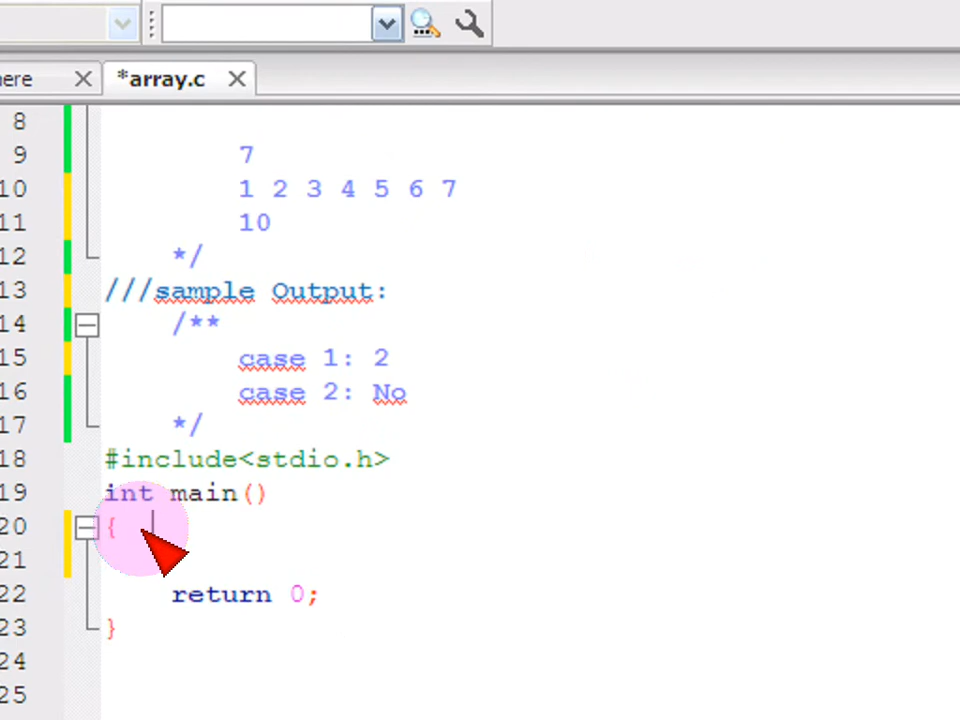 ere
*array.c
8
9 7
10 1 2 3 4 5 6 7
11 10
12 */
13 ///sample Output:
14 /**
15 case 1: 2
16 case 2: No
17 */
18 #include<stdio.h>
19 int main()
20 {
21
22 return 0;
23 }
24
25